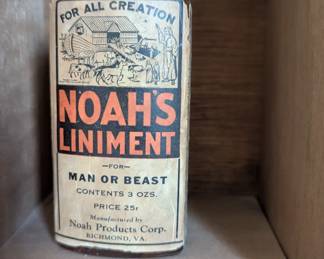 FOR ALL CREATION
NOAH'S
LINIMENT
—FOR—
MAN OR BEAST
CONTENTS 3 OZS.
PRICE 25¢
Manufactured by
Noah Products Corp.
RICHMOND, VA.